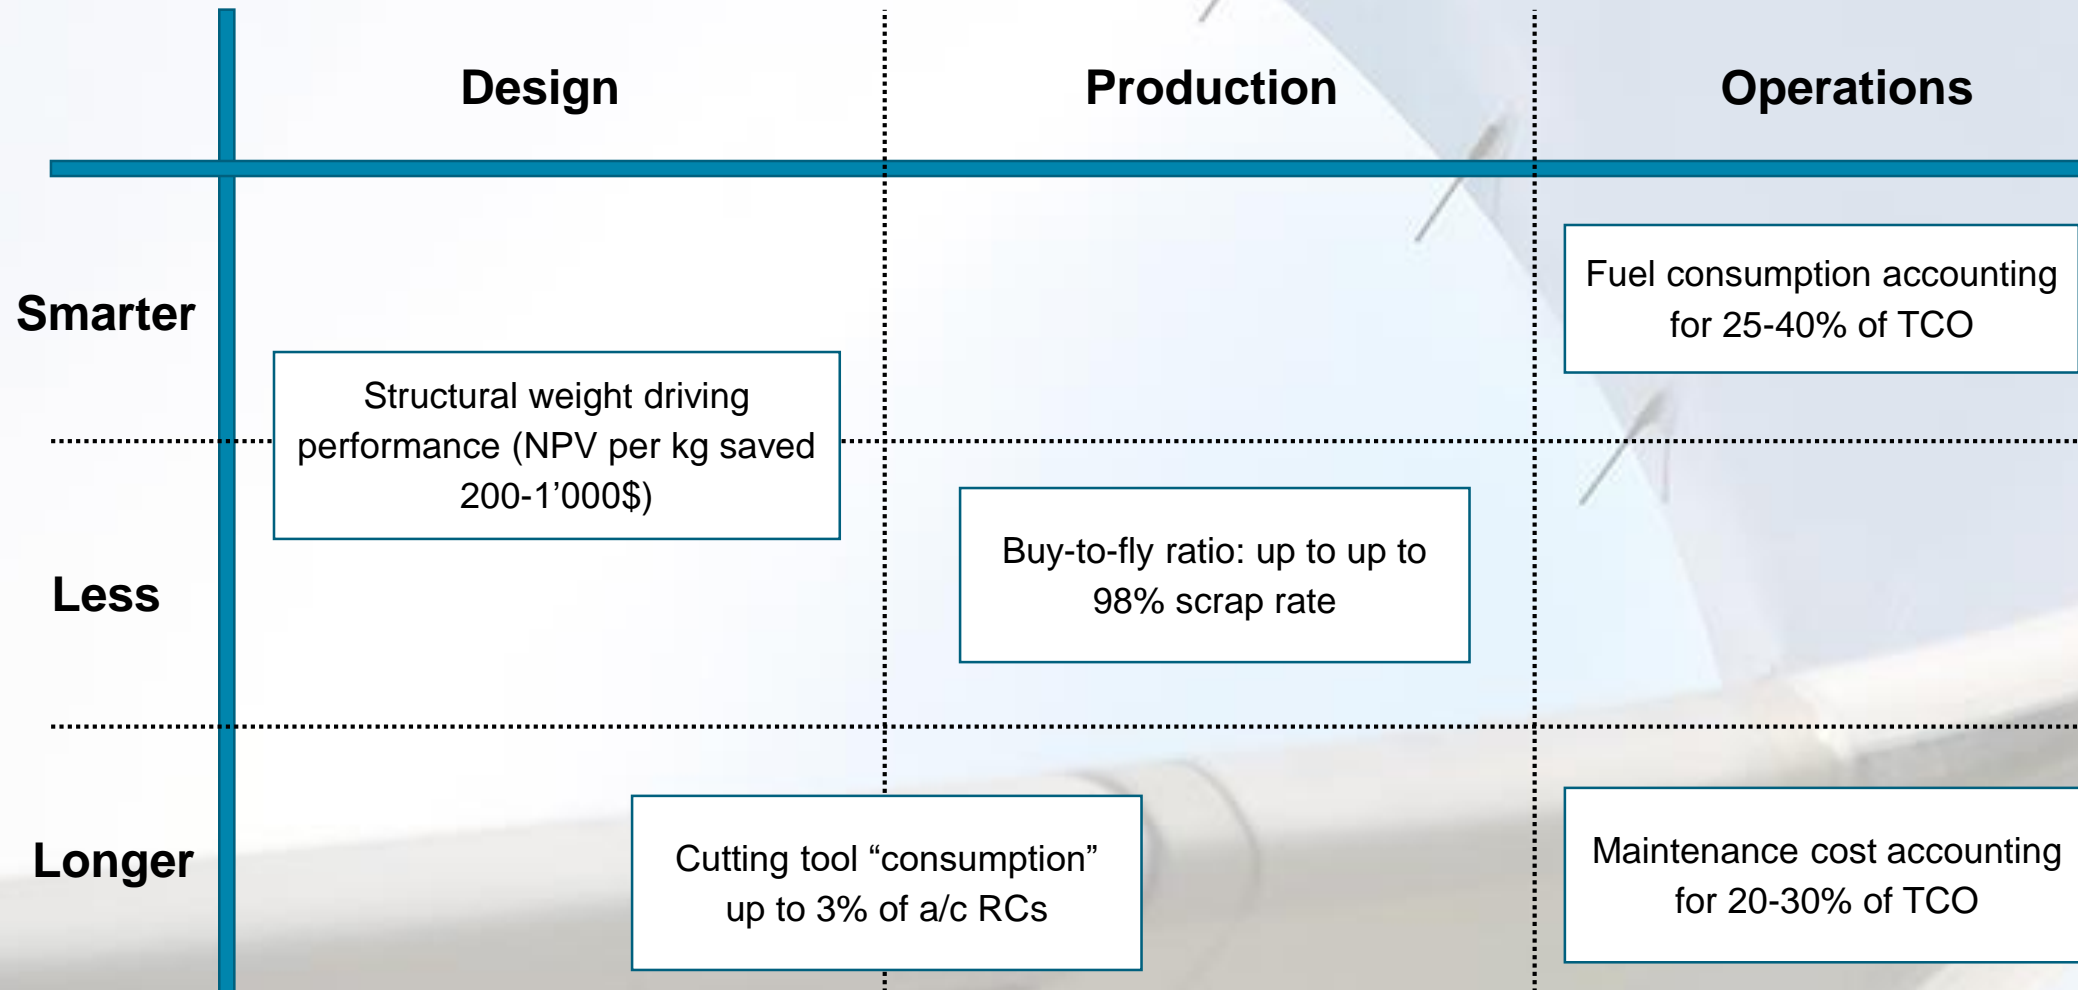 Design
Production
Operations
Smarter
Fuel consumption accounting
for 25-40% of TCO
Structural weight driving
performance (NPV per kg saved
200-1’000$)
Less
Buy-to-fly ratio: up to up to
98% scrap rate
Longer
Cutting tool “consumption”
up to 3% of a/c RCs
Maintenance cost accounting
for 20-30% of TCO